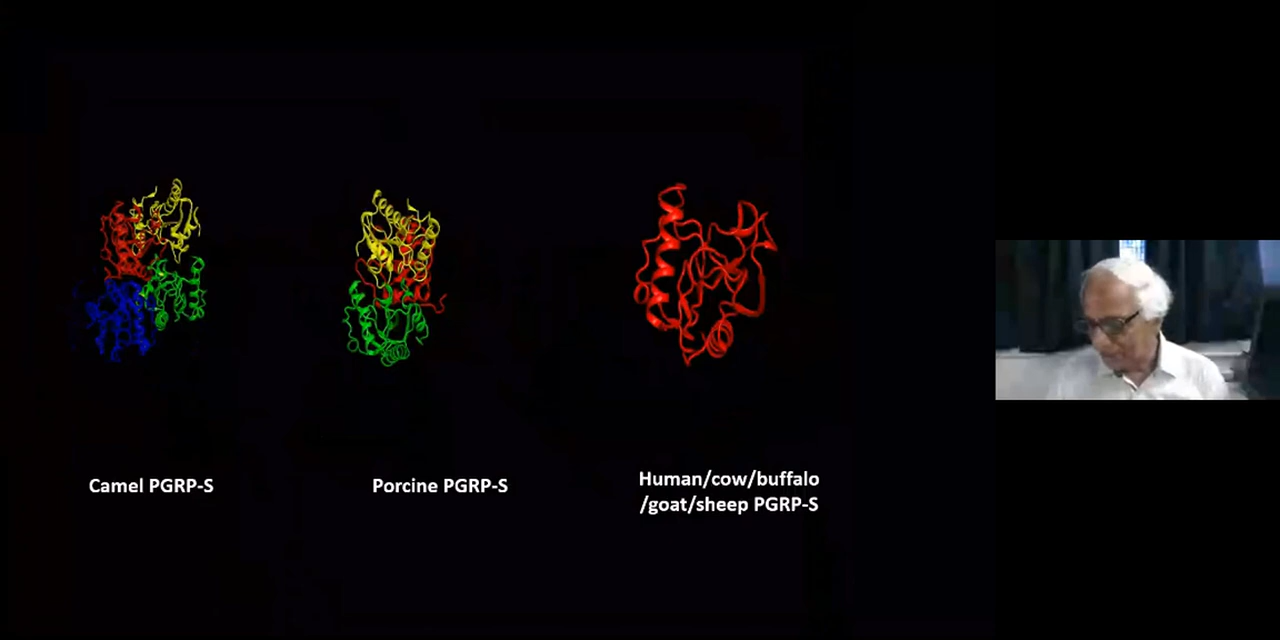 Camel PGRP-S
Porcine PGRP-S
Human/cow/buffalo
/goat/sheep PGRP-S